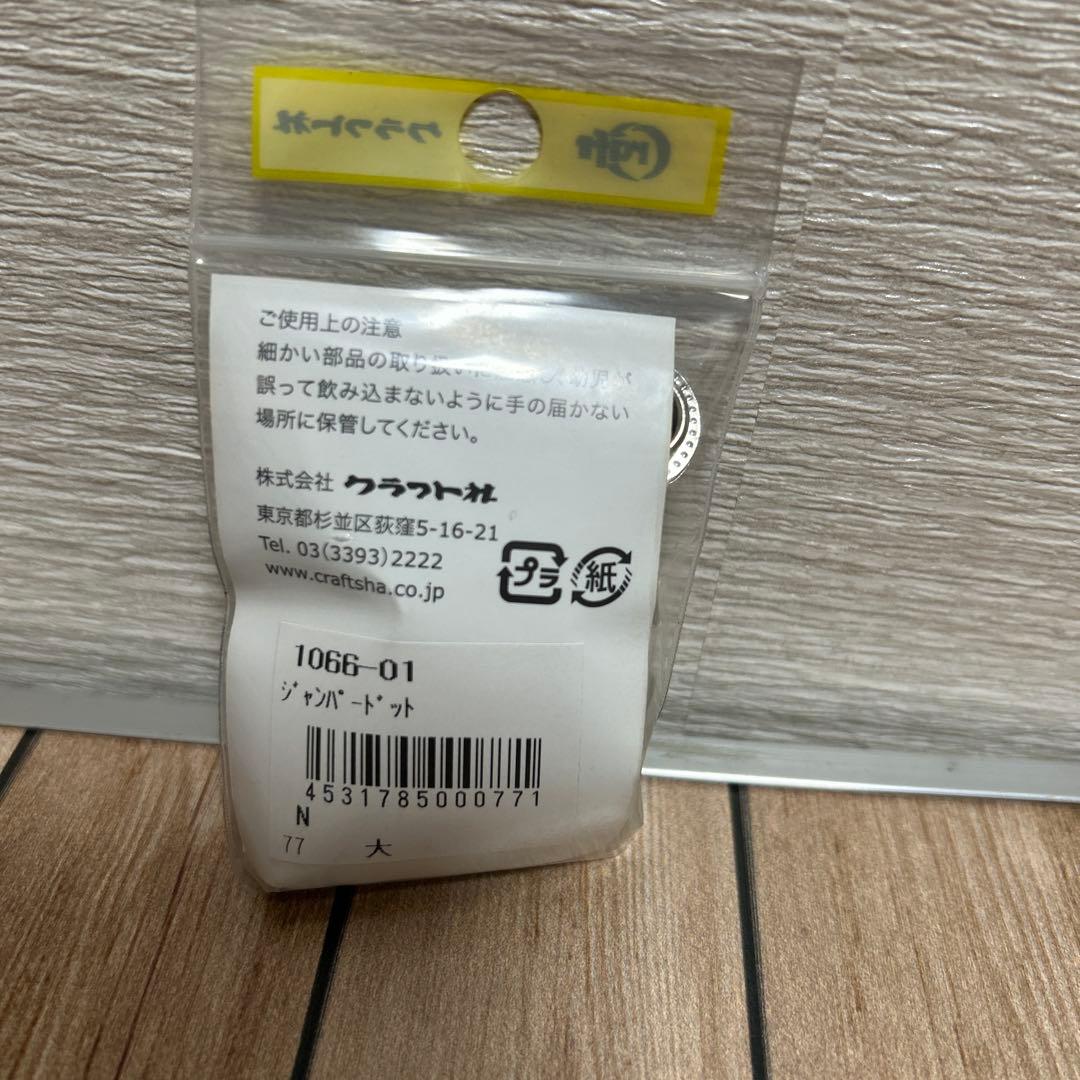 クラフト社
ご使用上の注意
細かい部品の取り扱いに 幼児が
誤って飲み込まないように手の届かない
場所に保管してください。
株式会社 クラフト社
東京都杉並区荻窪5-16-21
Tel. 03(3393)2222
www.craftsha.co.jp
プラ 紙
1066-01
ｼﾞｬﾝﾊﾟｰﾄﾞｯﾄ
4531785000771
N
77 大